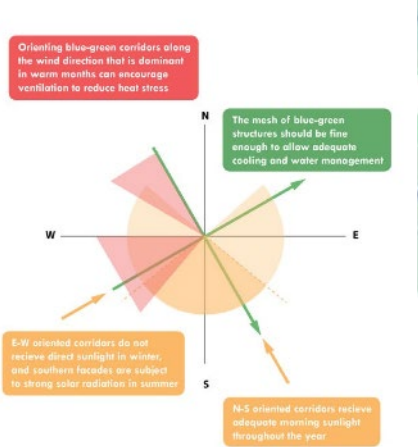 Orienting blue-green corridors along
the wind direction that is dominant
in warm months can encourage
ventilation to reduce heat stress
N
The mesh of blue-green
structures should be fine
enough to allow adequate
cooling and water management
W
E
E-W oriented corridors do not
recieve direct sunlight in winter,
and southern facades are subject
to strong solar radiation in summer
S
N-S oriented corridors recieve
adequate morning sunlight
throughout the year